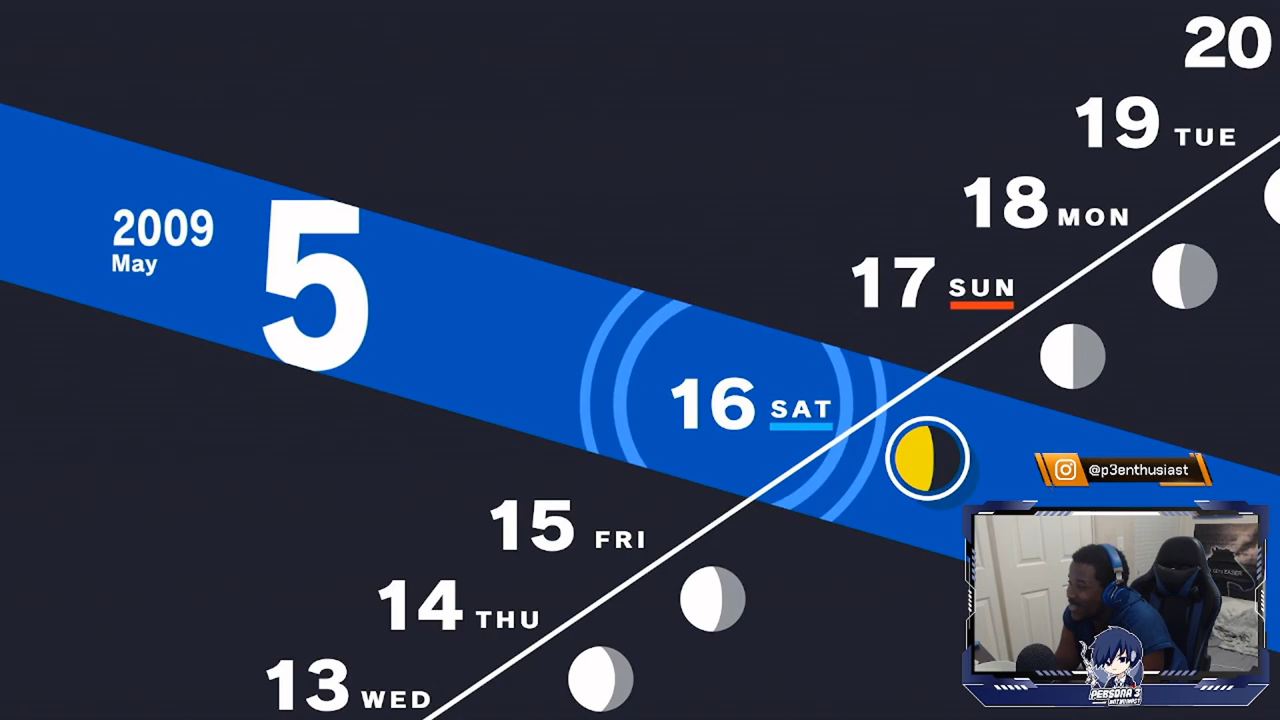 20
19 TUE
18 MON
17 SUN
2009
May
5
16 SAT
@p3enthusiast
15 FRI
14 THU
13 WED
PERSONA 3